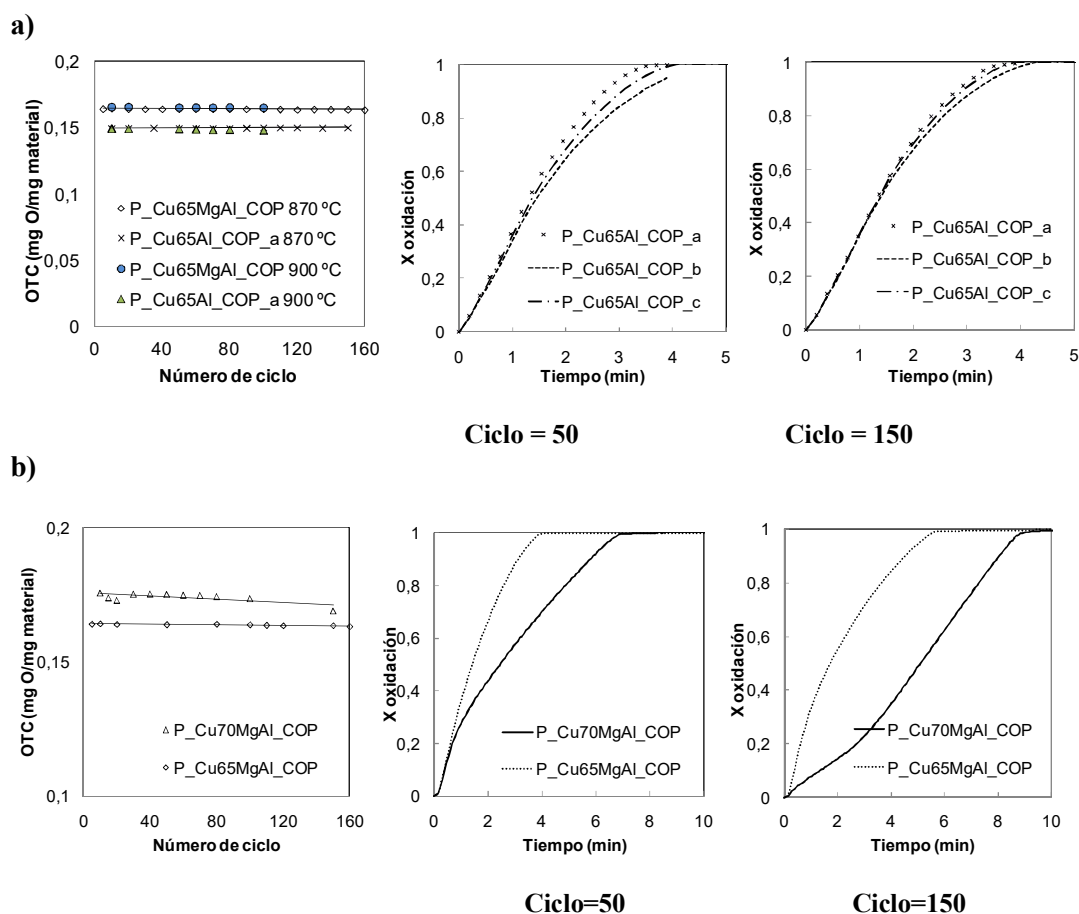 a)
0,2
0,15
0,1
0,05
0
OTC (mg O/mg material)
P_Cu65MgAl_COP 870 ºC
P_Cu65Al_COP_a 870 ºC
P_Cu65MgAl_COP 900 ºC
P_Cu65Al_COP_a 900 ºC
0 40 80 120 160
Número de ciclo
1
0,8
0,6
0,4
0,2
0
X oxidación
P_Cu65Al_COP_a
P_Cu65Al_COP_b
P_Cu65Al_COP_c
0 1 2 3 4 5
Tiempo (min)
Ciclo = 50
1
0,8
0,6
0,4
0,2
0
X oxidación
P_Cu65Al_COP_a
P_Cu65Al_COP_b
P_Cu65Al_COP_c
0 1 2 3 4 5
Tiempo (min)
Ciclo = 150
b)
0,2
0,15
0,1
OTC (mg O/mg material)
P_Cu70MgAl_COP
P_Cu65MgAl_COP
0 40 80 120 160
Número de ciclo
1
0,8
0,6
0,4
0,2
0
X oxidación
P_Cu70MgAl_COP
P_Cu65MgAl_COP
0 2 4 6 8 10
Tiempo (min)
Ciclo=50
1
0,8
0,6
0,4
0,2
0
X oxidación
P_Cu70MgAl_COP
P_Cu65MgAl_COP
0 2 4 6 8 10
Tiempo (min)
Ciclo=150